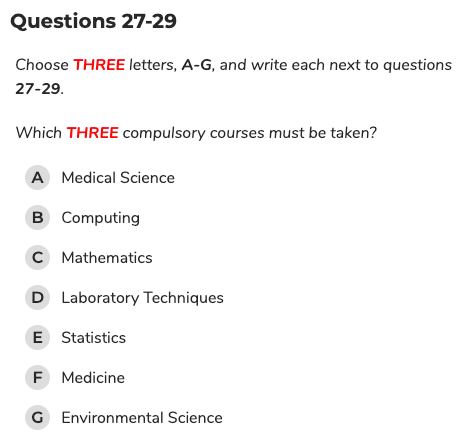 Questions 27-29
Choose THREE letters, A-G, and write each next to questions
27-29.
Which THREE compulsory courses must be taken?
A Medical Science
B Computing
C Mathematics
D Laboratory Techniques
E Statistics
F Medicine
G Environmental Science